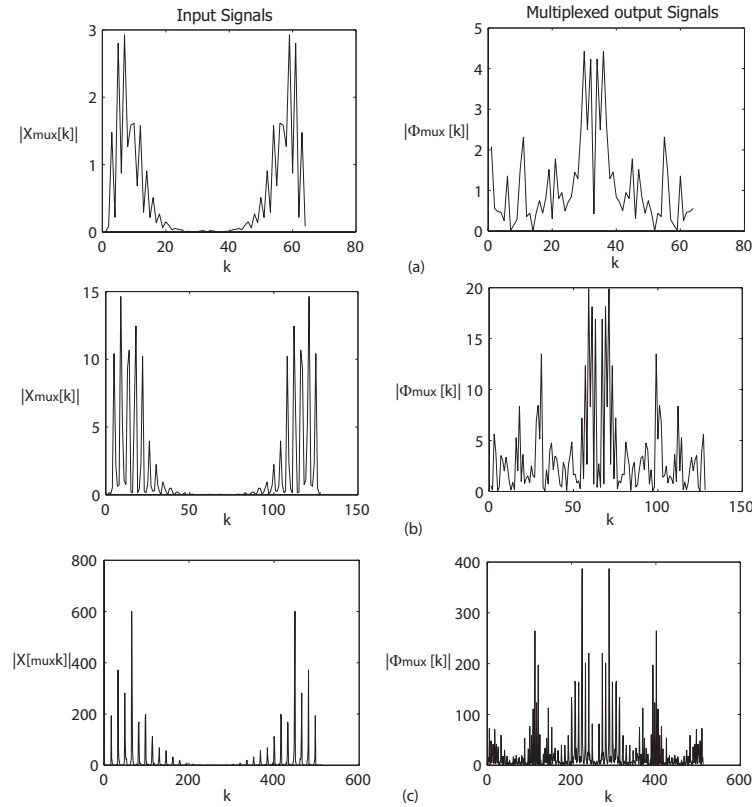 Input Signals
Multiplexed output Signals
3
2
1
0
|Xmux[k]|
0 20 40 60 80
k
5
4
3
2
1
0
|Φmux [k]|
0 20 40 60 80
k
(a)
15
10
5
0
|Xmux[k]|
0 50 100 150
k
20
15
10
5
0
|Φmux [k]|
0 50 100 150
k
(b)
800
600
400
200
0
|X[muxk]|
0 200 400 600
k
400
300
200
100
0
|Φmux [k]|
0 200 400 600
k
(c)